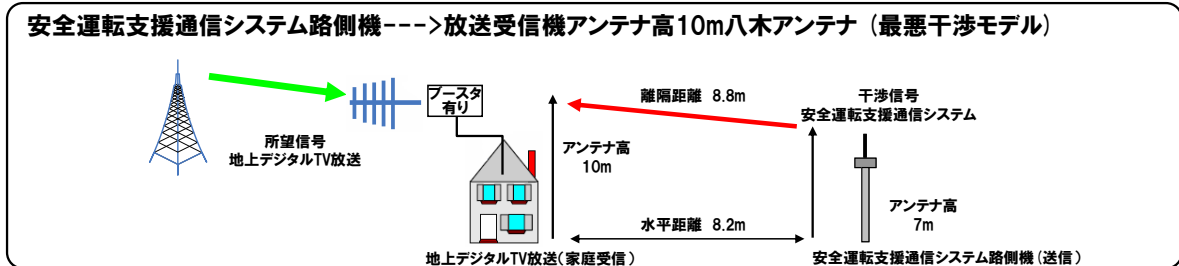 安全運転支援通信システム路側機--->放送受信機アンテナ高10m八木アンテナ (最悪干渉モデル)
ブースタ
有り
離隔距離 8.8m
干渉信号
安全運転支援通信システム
所望信号
地上デジタルTV放送
アンテナ高
10m
アンテナ高
7m
水平距離 8.2m
地上デジタルTV放送(家庭受信)
安全運転支援通信システム路側機(送信)